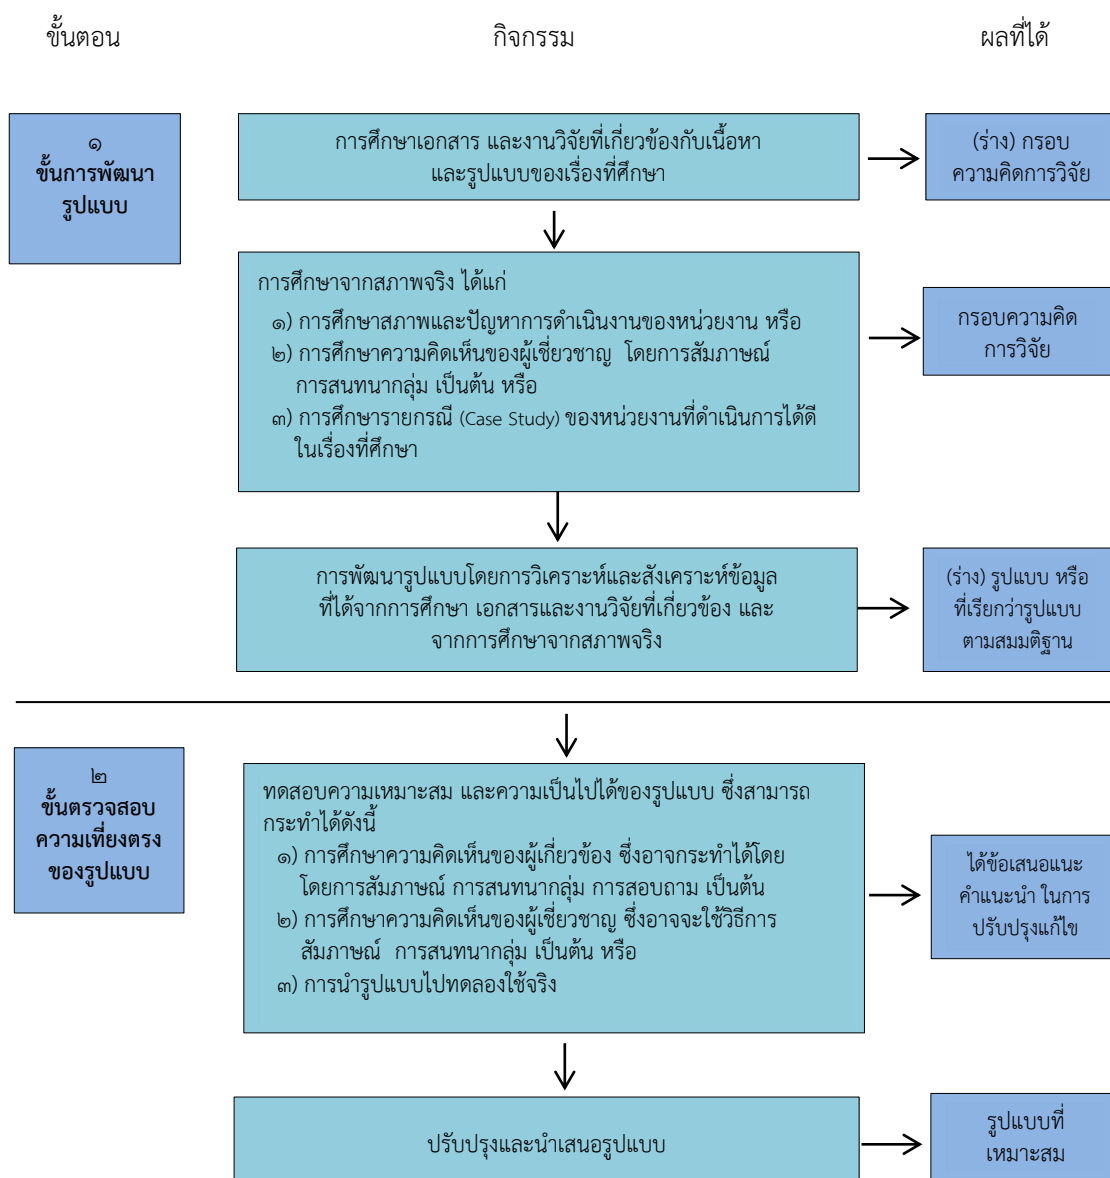 ขั้นตอน
กิจกรรม
ผลที่ได้
๑
ขั้นการพัฒนา
รูปแบบ
การศึกษาเอกสาร และงานวิจัยที่เกี่ยวข้องกับเนื้อหา
และรูปแบบของเรื่องที่ศึกษา
(ร่าง) กรอบ
ความคิดการวิจัย
การศึกษาจากสภาพจริง ได้แก่
๑) การศึกษาสภาพและปัญหาการดำเนินงานของหน่วยงาน หรือ
๒) การศึกษาความคิดเห็นของผู้เชี่ยวชาญ โดยการสัมภาษณ์
การสนทนากลุ่ม เป็นต้น หรือ
๓) การศึกษารายกรณี (Case Study) ของหน่วยงานที่ดำเนินการได้ดี
ในเรื่องที่ศึกษา
กรอบความคิด
การวิจัย
การพัฒนารูปแบบโดยการวิเคราะห์และสังเคราะห์ข้อมูล
ที่ได้จากการศึกษา เอกสารและงานวิจัยที่เกี่ยวข้อง และ
จากการศึกษาจากสภาพจริง
(ร่าง) รูปแบบ หรือ
ที่เรียกว่ารูปแบบ
ตามสมมติฐาน
๒
ขั้นตรวจสอบ
ความเที่ยงตรง
ของรูปแบบ
ทดสอบความเหมาะสม และความเป็นไปได้ของรูปแบบ ซึ่งสามารถ
กระทำได้ดังนี้
๑) การศึกษาความคิดเห็นของผู้เกี่ยวข้อง ซึ่งอาจกระทำได้โดย
โดยการสัมภาษณ์ การสนทนากลุ่ม การสอบถาม เป็นต้น
๒) การศึกษาความคิดเห็นของผู้เชี่ยวชาญ ซึ่งอาจจะใช้วิธีการ
สัมภาษณ์ การสนทนากลุ่ม เป็นต้น หรือ
๓) การนำรูปแบบไปทดลองใช้จริง
ได้ข้อเสนอแนะ
คำแนะนำ ในการ
ปรับปรุงแก้ไข
ปรับปรุงและนำเสนอรูปแบบ
รูปแบบที่
เหมาะสม